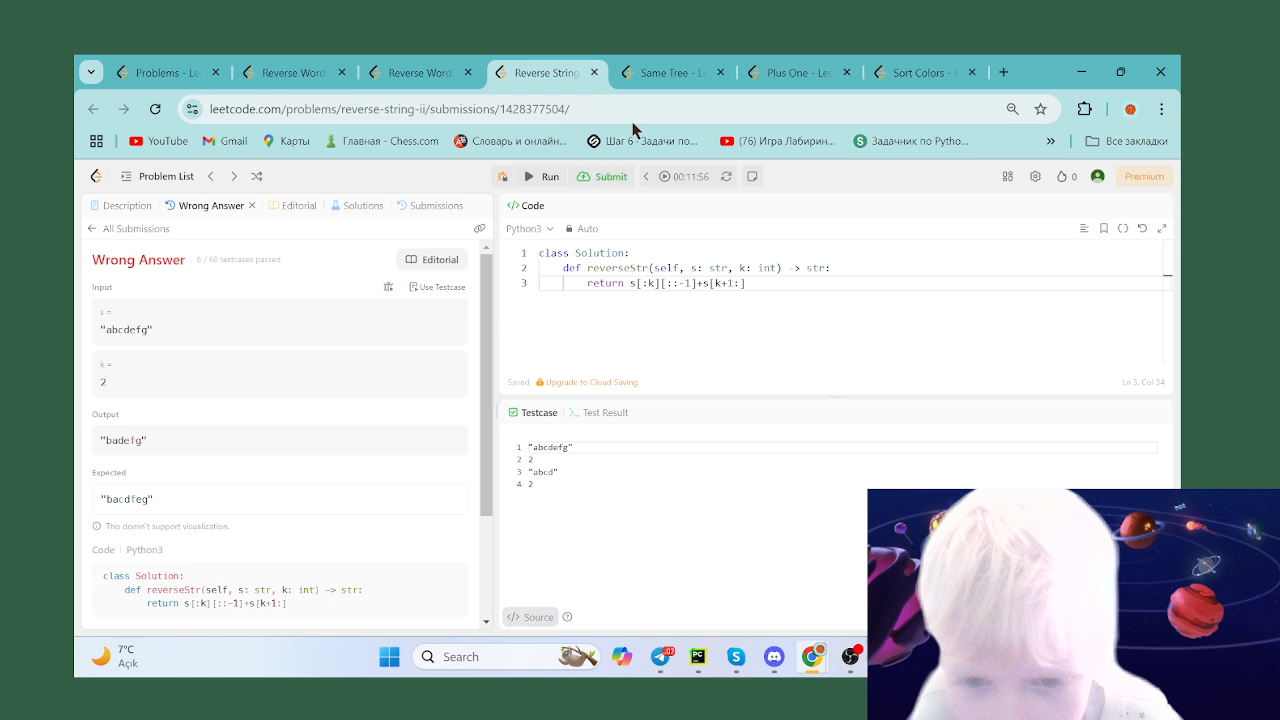 Problems - Le
Reverse Word
Reverse Word
Reverse String
Same Tree - L
Plus One - Lee
Sort Colors - 
leetcode.com/problems/reverse-string-ii/submissions/1428377504/
YouTube
Gmail
Карты
Главная - Chess.com
Словарь и онлайн...
Шаг 6 · Задачи по...
(76) Игра Лабирин...
Задачник по Pytho...
Все закладки
Problem List
Run
Submit
00:11:56
0
Premium
Description
Wrong Answer
Editorial
Solutions
Submissions
All Submissions
Wrong Answer
8 / 60 testcases passed
Editorial
Input
Use Testcase
s =
"abcdefg"
k =
2
Output
"badefg"
Expected
"bacdfeg"
This doesn't support visualization.
Code
Python3
class Solution:
def reverseStr(self, s: str, k: int) -> str:
return s[:k][::-1]+s[k+1:]
</> Code
Python3
Auto
1 class Solution:
2 def reverseStr(self, s: str, k: int) -> str:
3 return s[:k][::-1]+s[k+1:]
Saved
Upgrade to Cloud Saving
Ln 3, Col 34
Testcase
Test Result
1 "abcdefg"
2 2
3 "abcd"
4 2
</> Source
7°C
Açık
Search
PC